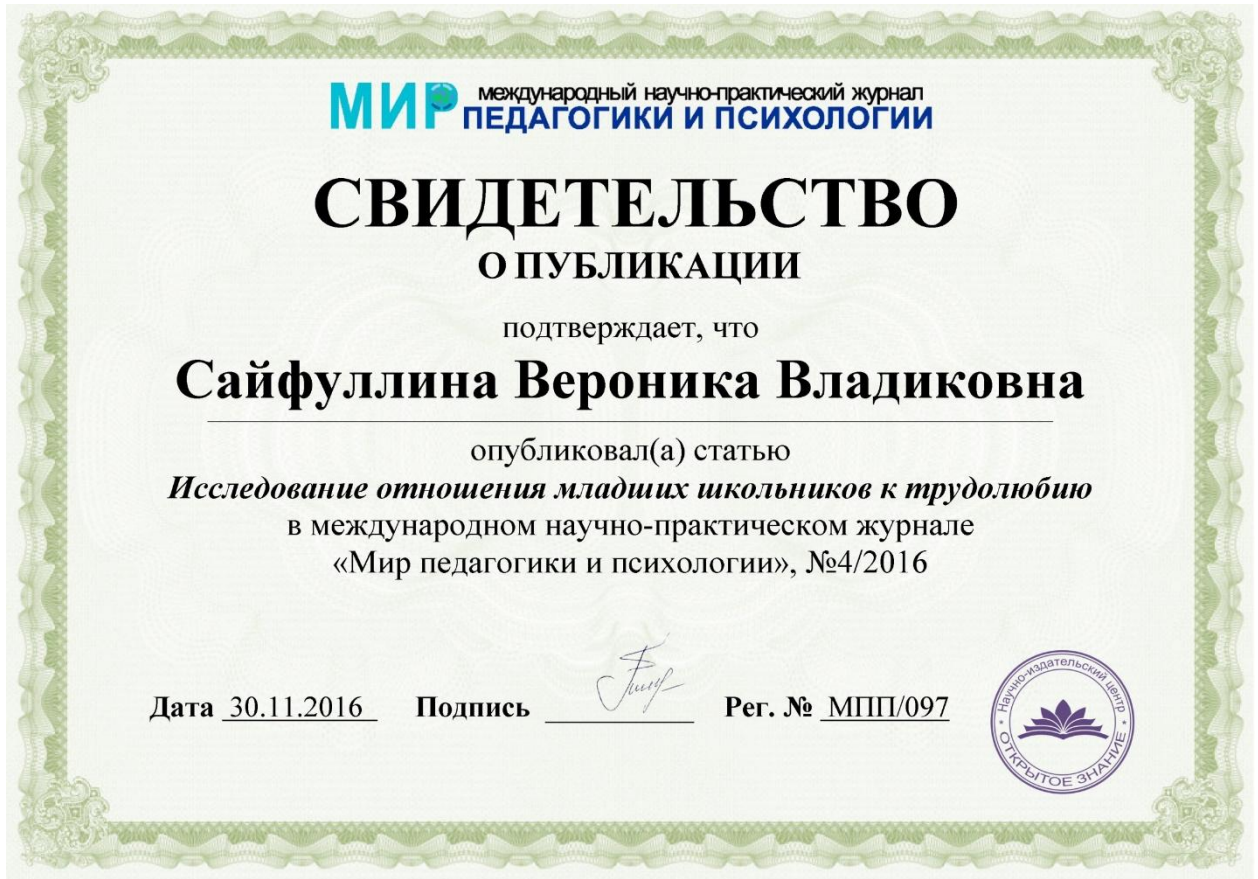 МИР международный научно-практический журнал
ПЕДАГОГИКИ И ПСИХОЛОГИИ
СВИДЕТЕЛЬСТВО
О ПУБЛИКАЦИИ
подтверждает, что
Сайфуллина Вероника Владиковна
опубликовал(а) статью
Исследование отношения младших школьников к трудолюбию
в международном научно-практическом журнале
«Мир педагогики и психологии», №4/2016
Дата 30.11.2016 Подпись Рег. № МПП/097
Научно-издательский центр
ОТКРЫТОЕ ЗНАНИЕ